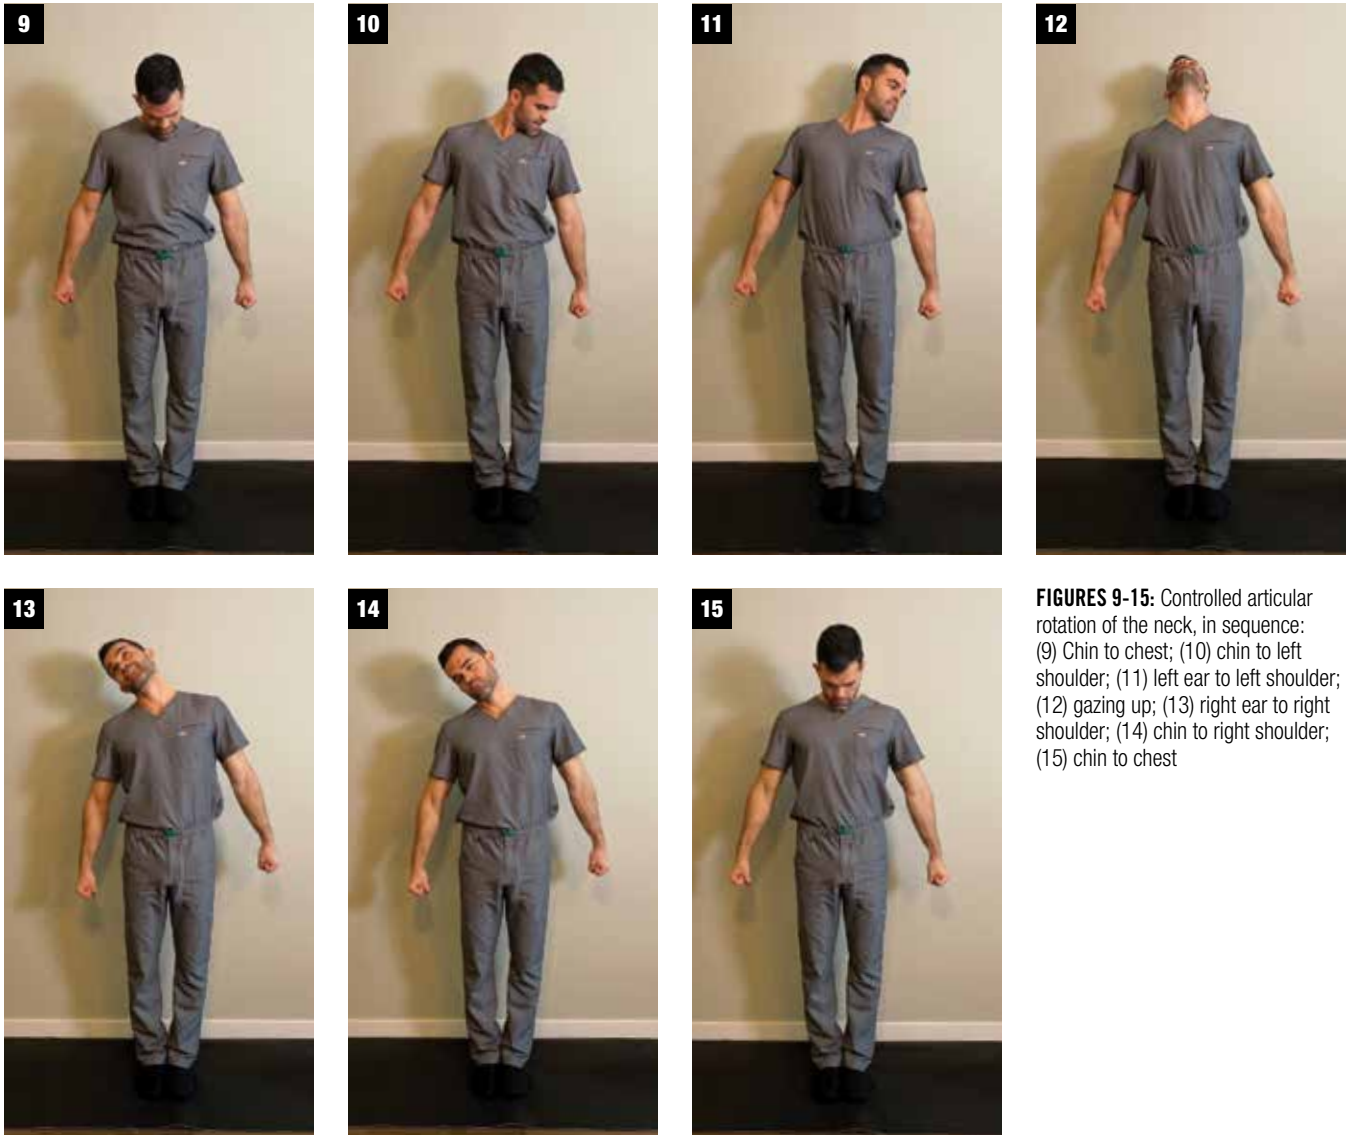 9
10
11
12
13
14
15
FIGURES 9-15: Controlled articular
rotation of the neck, in sequence:
(9) Chin to chest; (10) chin to left
shoulder; (11) left ear to left shoulder;
(12) gazing up; (13) right ear to right
shoulder; (14) chin to right shoulder;
(15) chin to chest